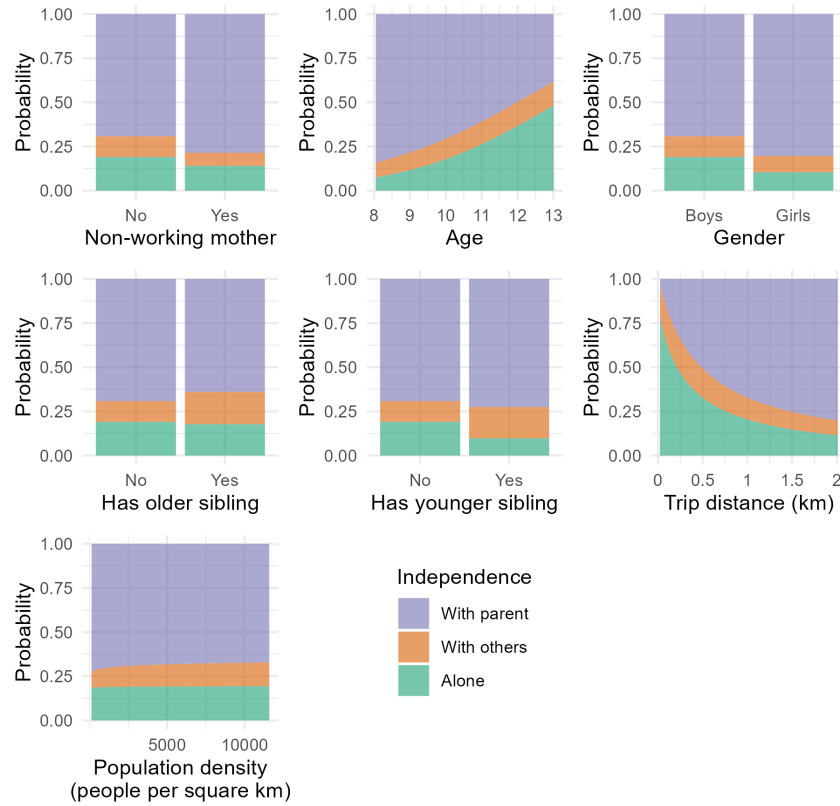 Probability
1.00
0.75
0.50
0.25
0.00
No Yes
Non-working mother
Probability
1.00
0.75
0.50
0.25
0.00
8 9 10 11 12 13
Age
Probability
1.00
0.75
0.50
0.25
0.00
Boys Girls
Gender
Probability
1.00
0.75
0.50
0.25
0.00
No Yes
Has older sibling
Probability
1.00
0.75
0.50
0.25
0.00
No Yes
Has younger sibling
Probability
1.00
0.75
0.50
0.25
0.00
0 0.5 1 1.5 2
Trip distance (km)
Probability
1.00
0.75
0.50
0.25
0.00
5000 10000
Population density
(people per square km)
Independence
With parent
With others
Alone